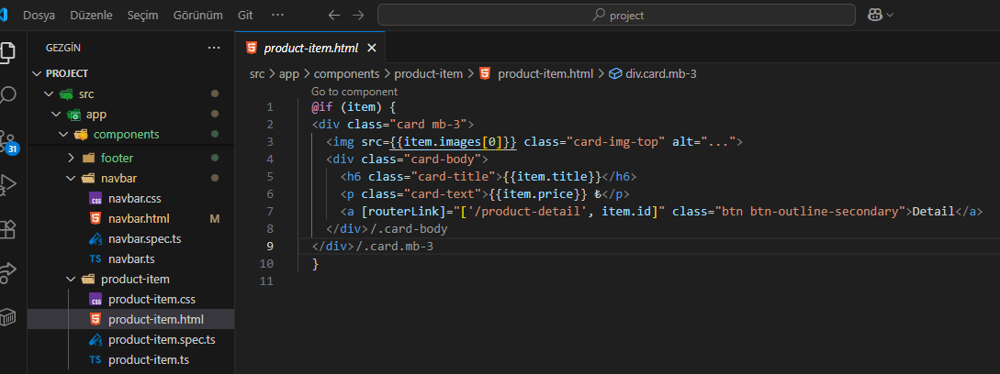 Dosya Düzenle Seçim Görünüm Git ... project
GEZGİN ...
PROJECT
src
app
components
footer
navbar
navbar.css
navbar.html M
navbar.spec.ts
TS navbar.ts
product-item
product-item.css
product-item.html
product-item.spec.ts
TS product-item.ts
31
product-item.html
src > app > components > product-item > product-item.html > div.card.mb-3
Go to component
1 @if (item) {
2 <div class="card mb-3">
3 <img src={{item.images[0]}} class="card-img-top" alt="...">
4 <div class="card-body">
5 <h6 class="card-title">{{item.title}}</h6>
6 <p class="card-text">{{item.price}} ₺</p>
7 <a [routerLink]="['/product-detail', item.id]" class="btn btn-outline-secondary">Detail</a>
8 </div>/.card-body
9 </div>/.card.mb-3
10 }
11